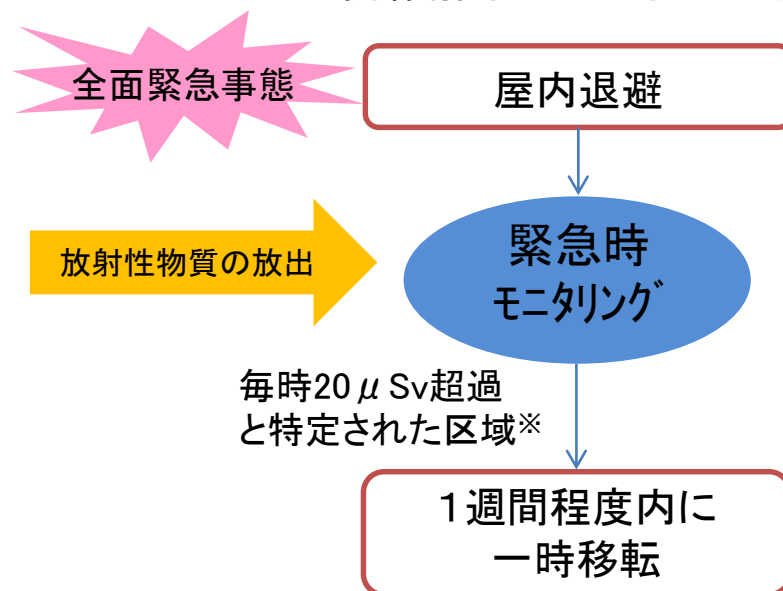 全面緊急事態
屋内退避
放射性物質の放出
緊急時
ﾓﾆﾀﾘﾝｸﾞ
毎時20μSv超過
と特定された区域※
１週間程度内に
一時移転